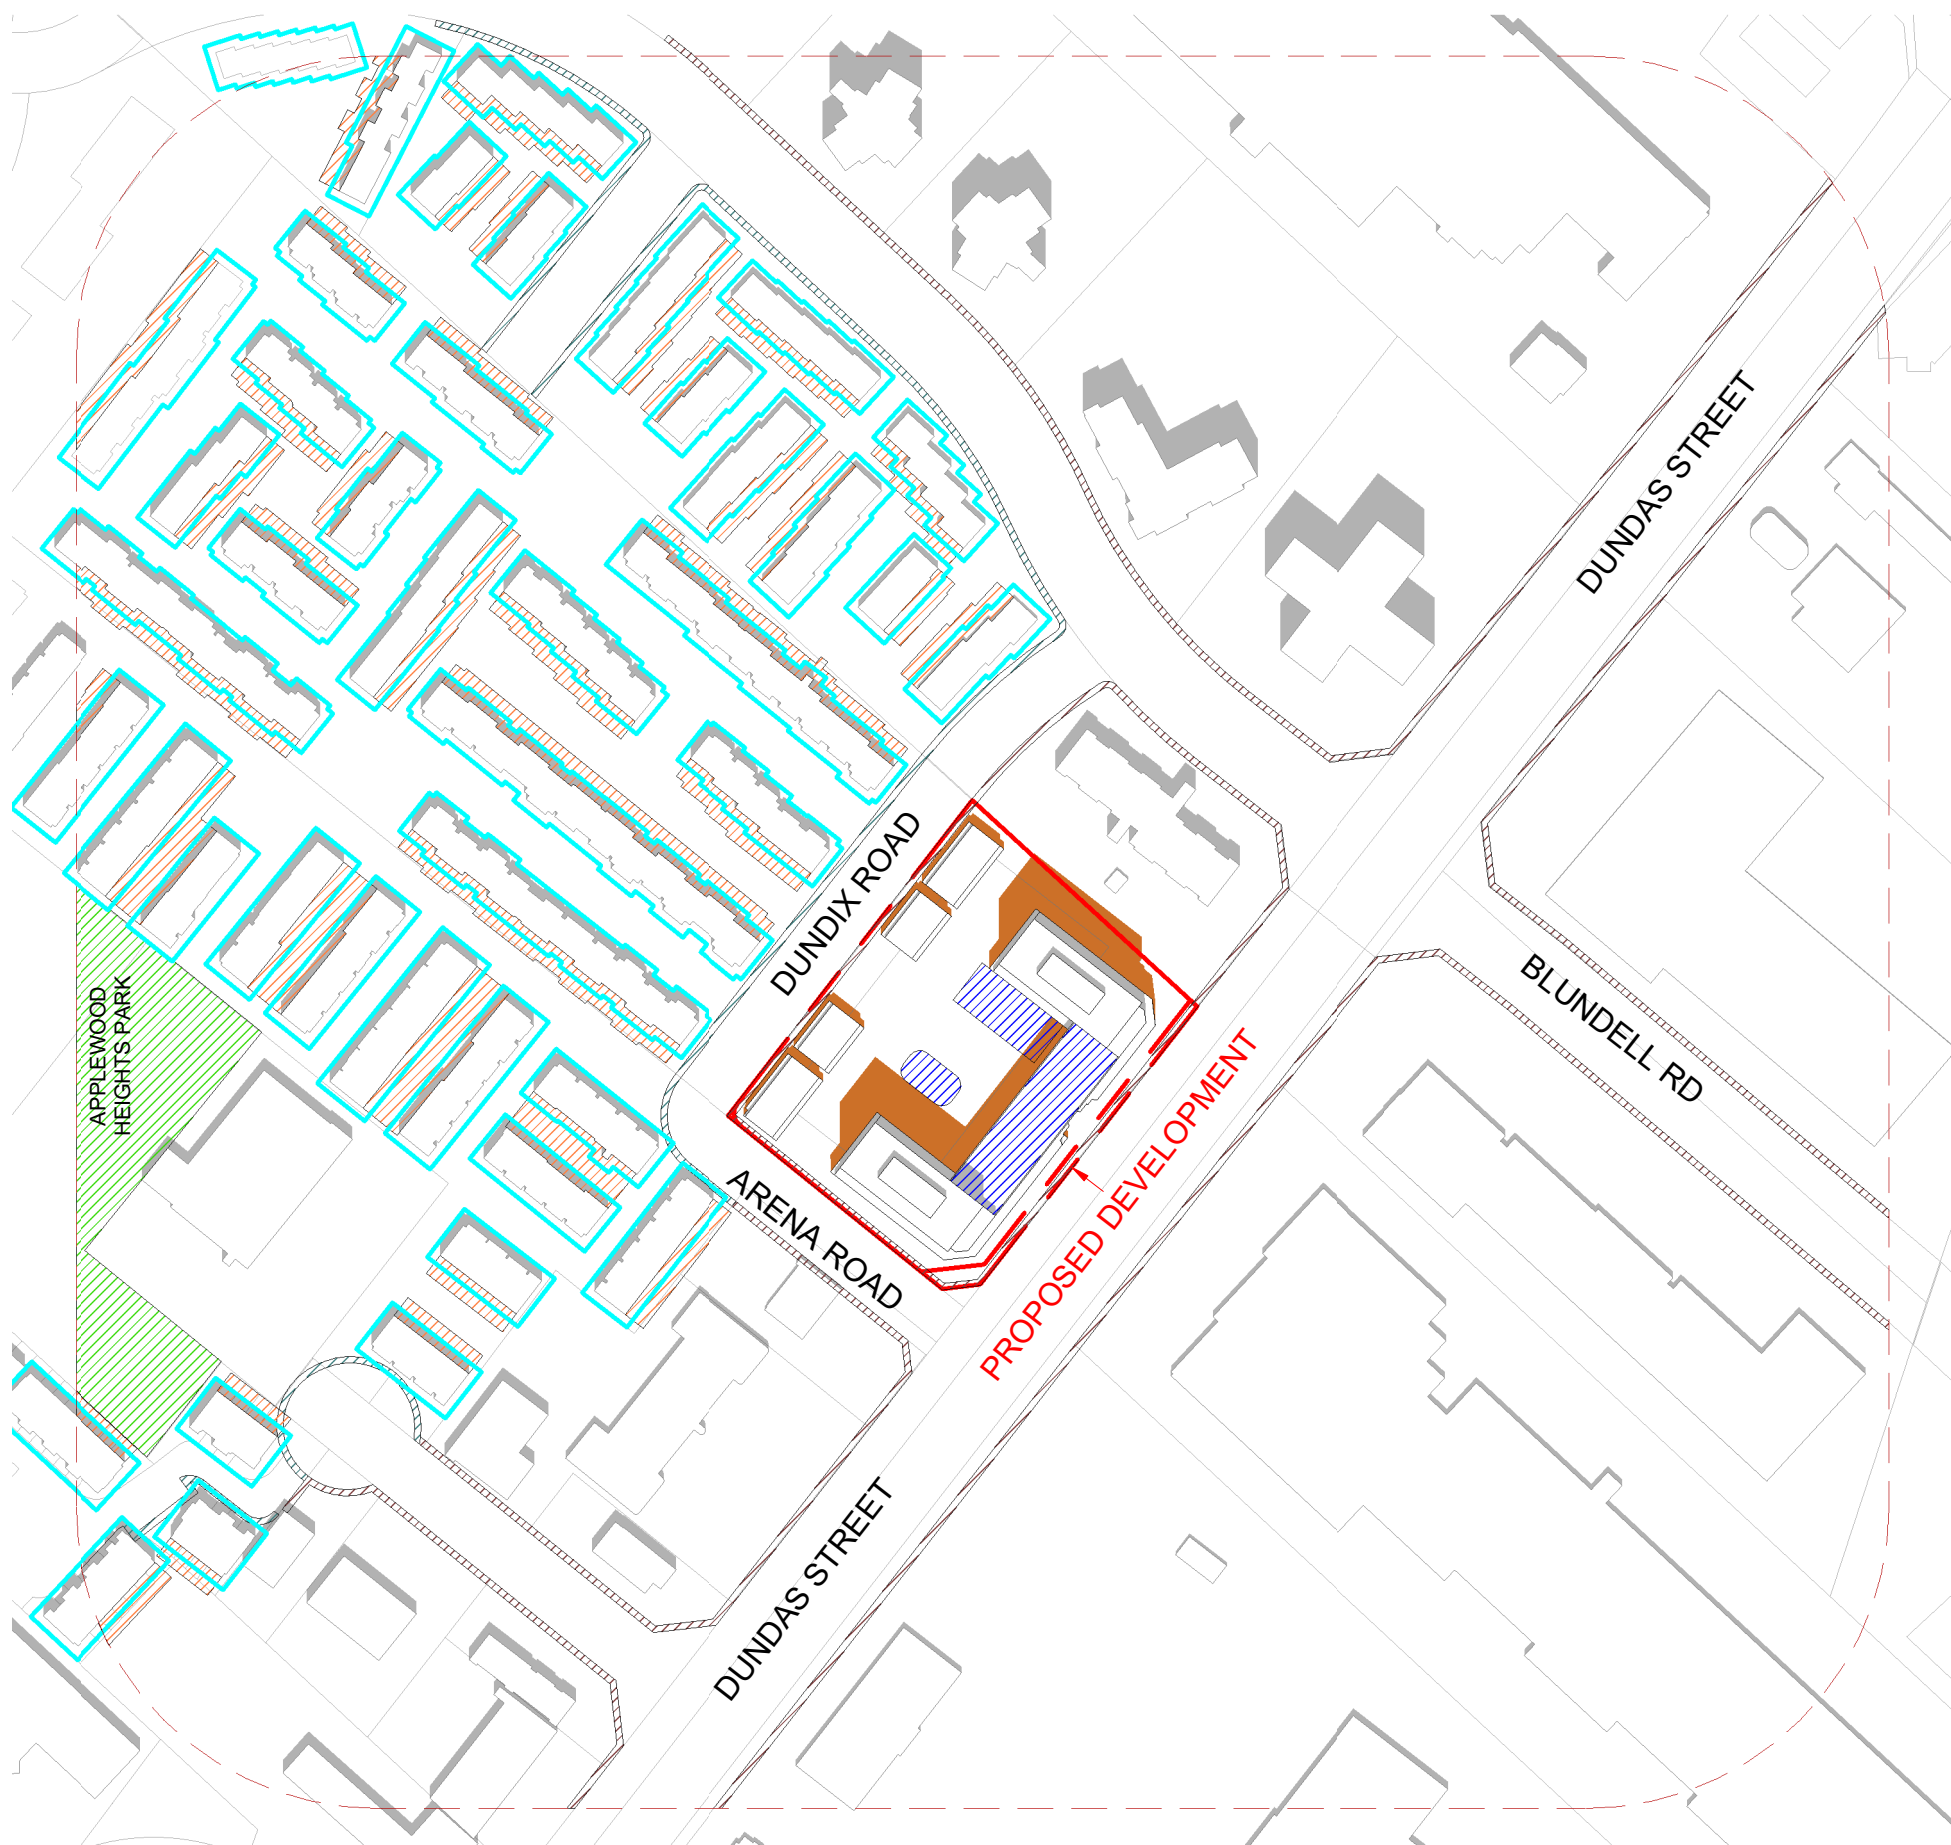 DUNDAS STREET
DUNDIX ROAD
BLUNDELL RD
APPLEWOOD
HEIGHTS PARK
PROPOSED DEVELOPMENT
ARENA ROAD
DUNDAS STREET